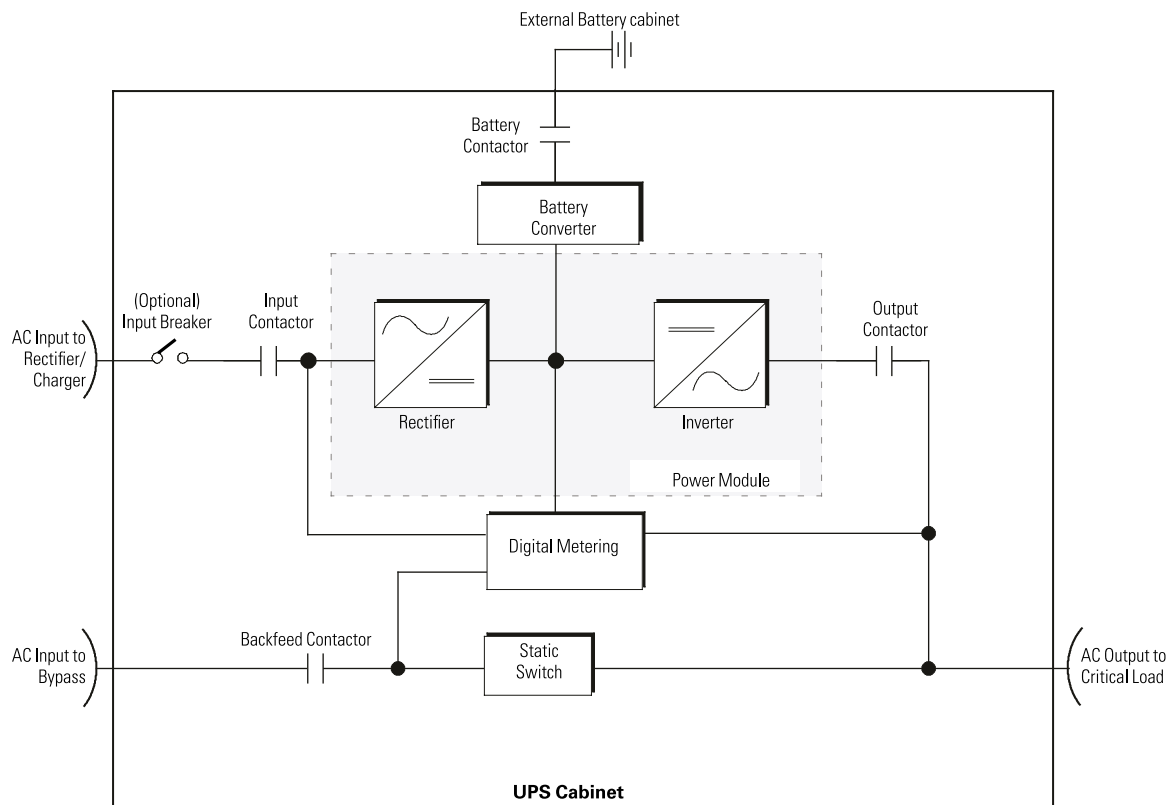 External Battery cabinet
Battery
Contactor
Battery
Converter
(Optional)
Input Breaker
Input
Contactor
Output
Contactor
AC Input to
Rectifier/
Charger
Rectifier
Inverter
Power Module
Digital Metering
Backfeed Contactor
Static
Switch
AC Input to
Bypass
AC Output to
Critical Load
UPS Cabinet